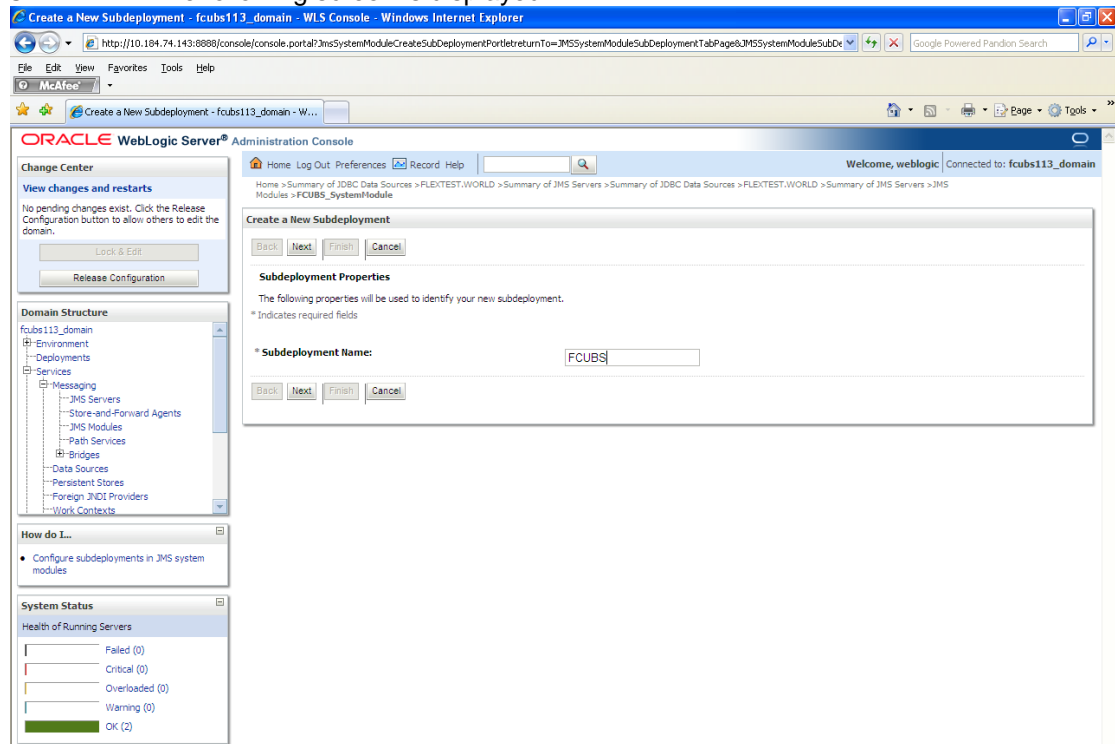 Create a New Subdeployment - fcubs113_domain - WLS Console - Windows Internet Explorer
http://10.184.74.143:8888/console/console.portal?JmsSystemModuleCreateSubDeploymentPortletreturnTo=JMSSystemModuleSubDeploymentTabPage&JMSSystemModuleSubDe
Google Powered Pandion Search
File Edit View Favorites Tools Help
McAfee
Create a New Subdeployment - fcubs113_domain - W...
Page Tools
ORACLE WebLogic Server® Administration Console
Change Center
View changes and restarts
No pending changes exist. Click the Release
Configuration button to allow others to edit the
domain.
Lock & Edit
Release Configuration
Domain Structure
fcubs113_domain
Environment
Deployments
Services
Messaging
JMS Servers
Store-and-Forward Agents
JMS Modules
Path Services
Bridges
Data Sources
Persistent Stores
Foreign JNDI Providers
Work Contexts
How do I...
Configure subdeployments in JMS system
modules
System Status
Health of Running Servers
Failed (0)
Critical (0)
Overloaded (0)
Warning (0)
OK (2)
Home Log Out Preferences Record Help
Welcome, weblogic Connected to: fcubs113_domain
Home >Summary of JDBC Data Sources >FLEXTEST.WORLD >Summary of JMS Servers >Summary of JDBC Data Sources >FLEXTEST.WORLD >Summary of JMS Servers >JMS
Modules >FCUBS_SystemModule
Create a New Subdeployment
Back Next Finish Cancel
Subdeployment Properties
The following properties will be used to identify your new subdeployment.
* Indicates required fields
* Subdeployment Name: FCUBS
Back Next Finish Cancel